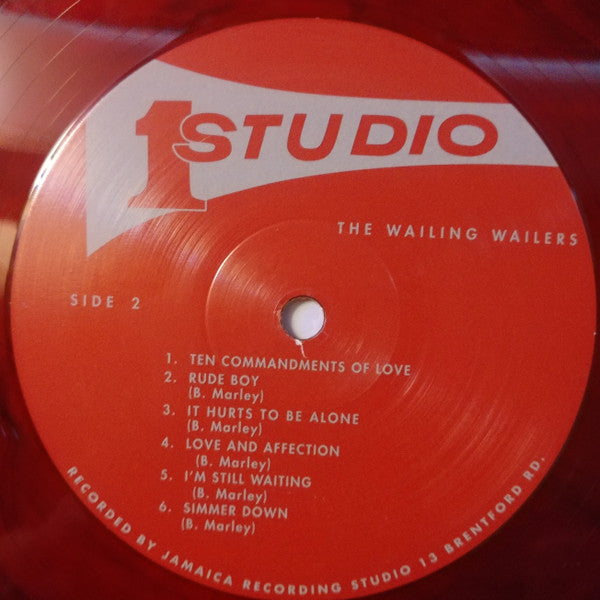 1 STUDIO
THE WAILING WAILERS
SIDE 2
1. TEN COMMANDMENTS OF LOVE
2. RUDE BOY
(B. Marley)
3. IT HURTS TO BE ALONE
(B. Marley)
4. LOVE AND AFFECTION
(B. Marley)
5. I'M STILL WAITING
(B. Marley)
6. SIMMER DOWN
(B. Marley)
RECORDED BY JAMAICA RECORDING STUDIO 13 BRENTFORD RD.